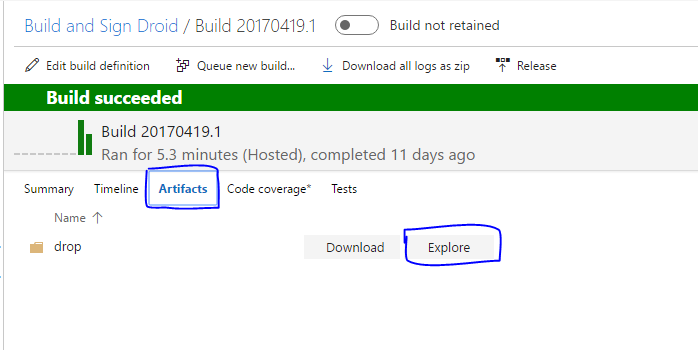 Build and Sign Droid / Build 20170419.1 Build not retained
Edit build definition Queue new build... Download all logs as zip Release
Build succeeded
Build 20170419.1
Ran for 5.3 minutes (Hosted), completed 11 days ago
Summary Timeline Artifacts Code coverage* Tests
Name ↑
drop Download Explore